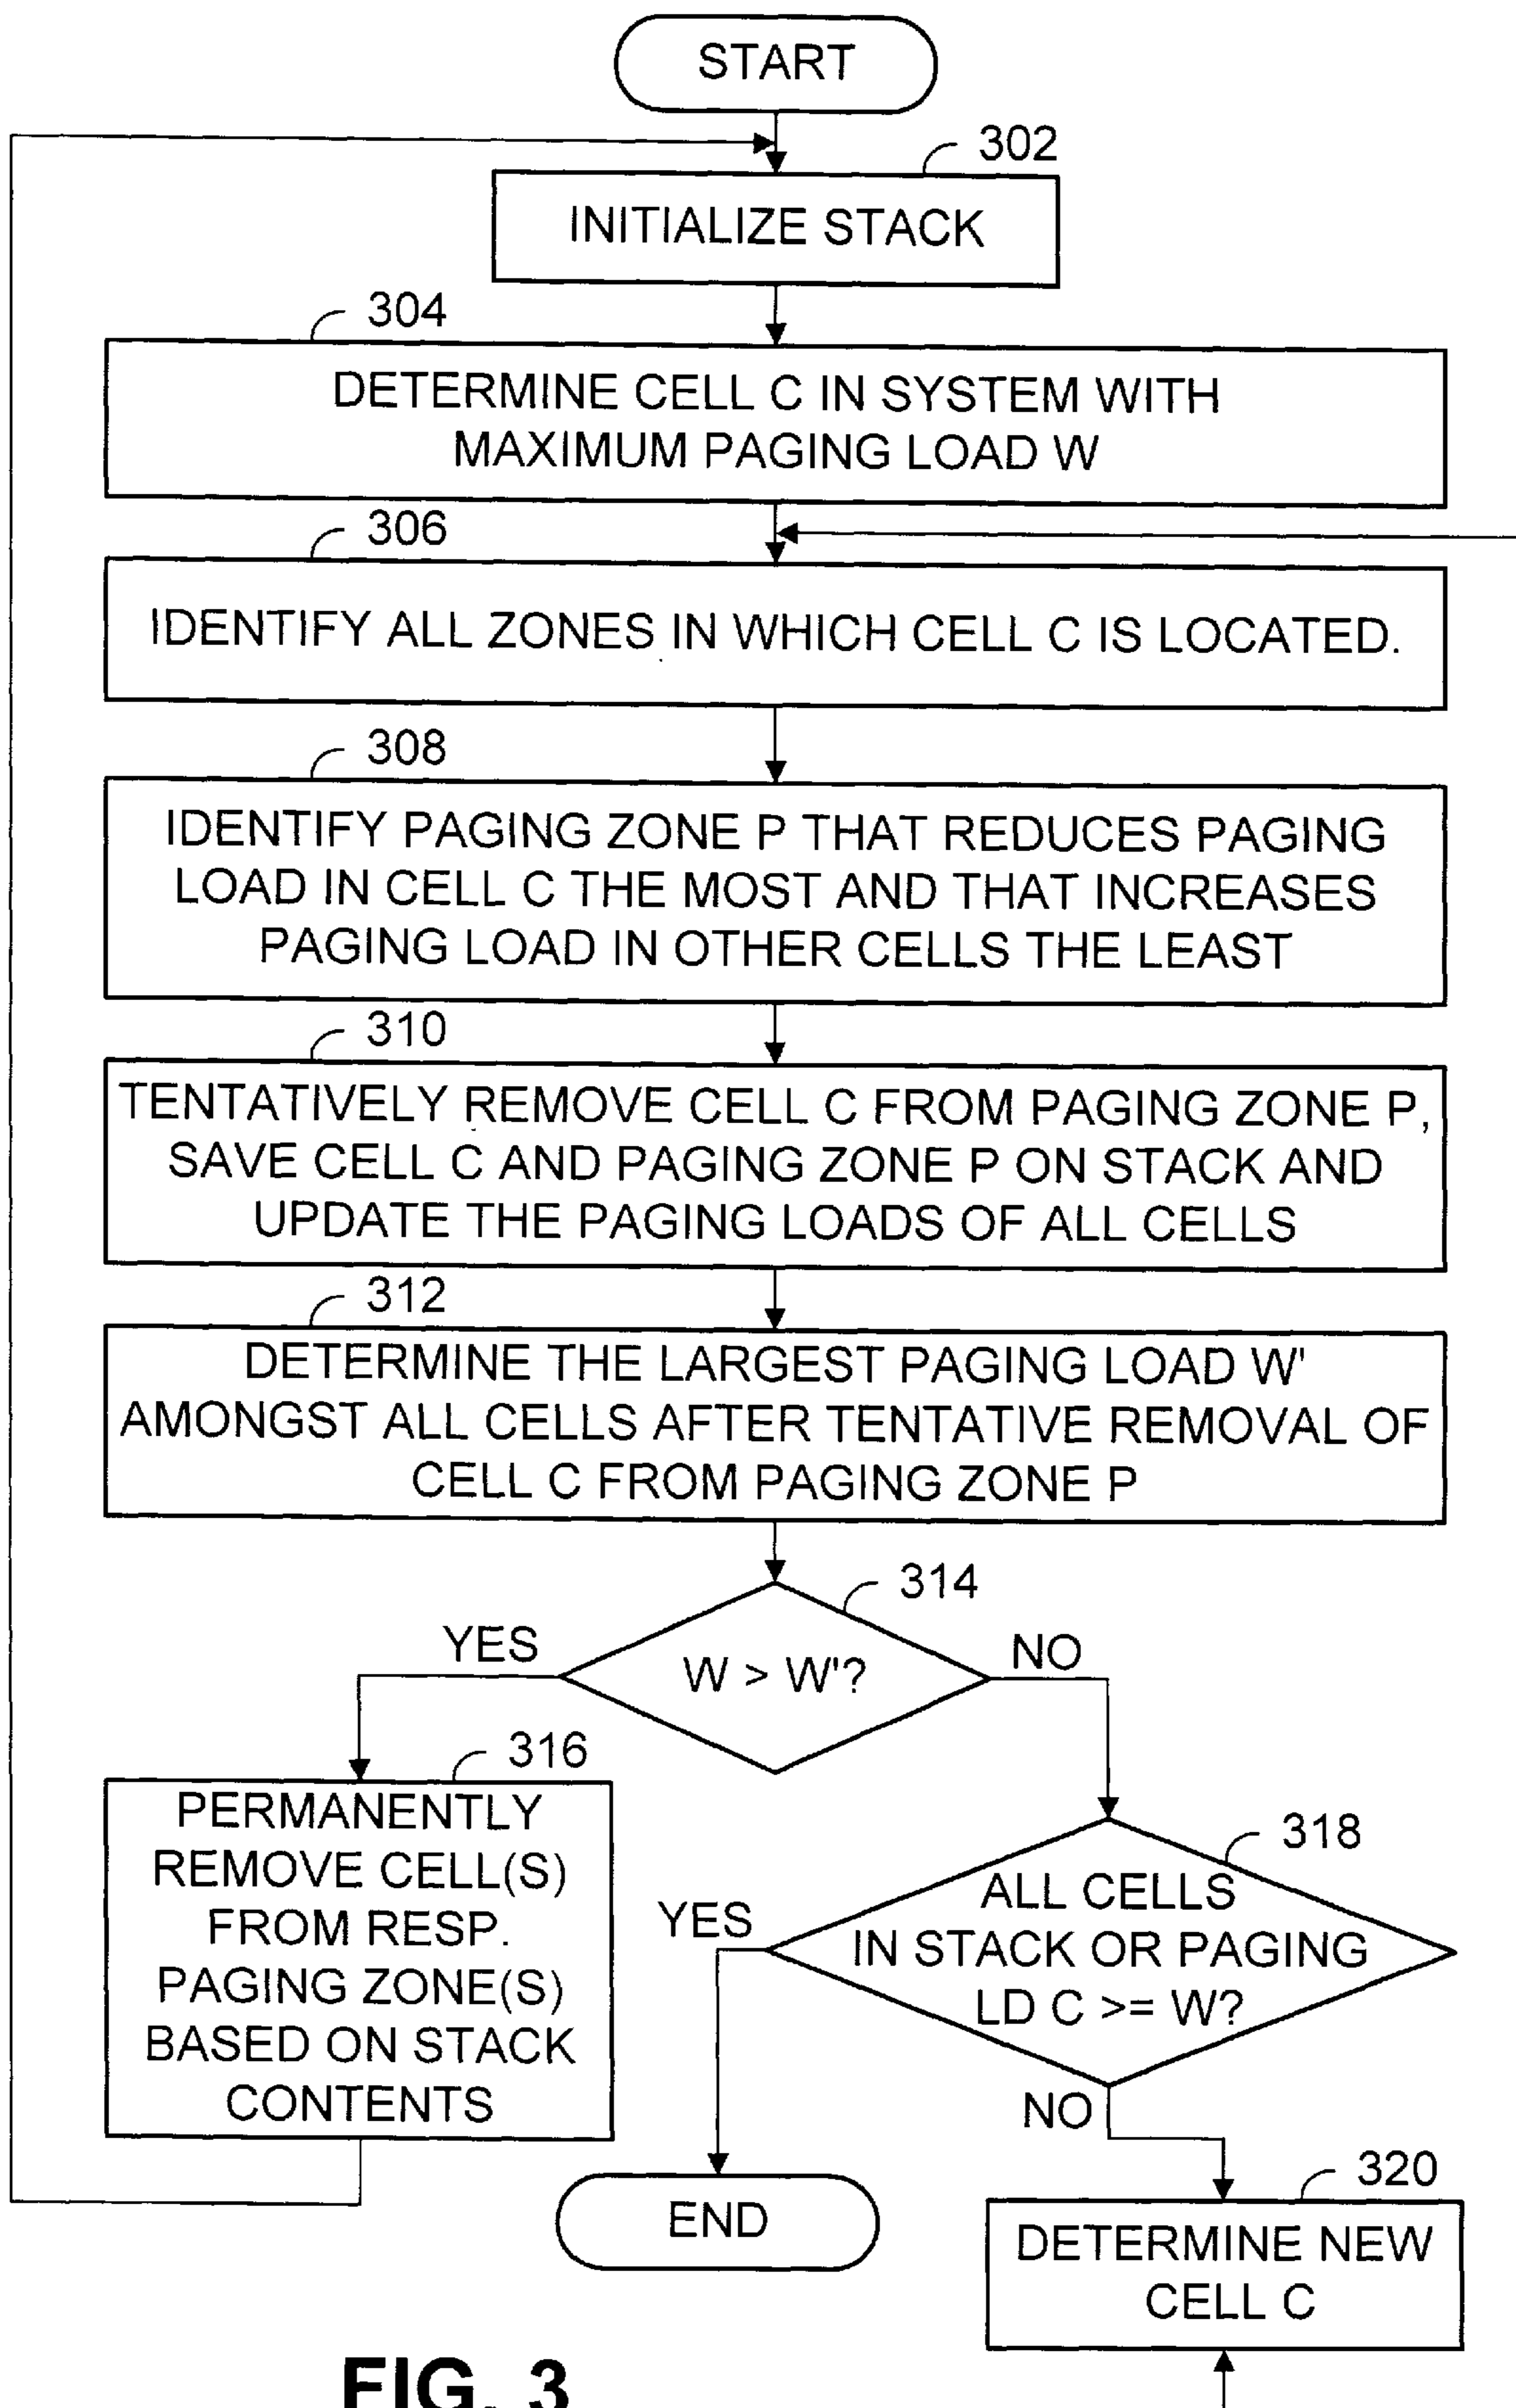 START
302
INITIALIZE STACK
304
DETERMINE CELL C IN SYSTEM WITH
MAXIMUM PAGING LOAD W
306
IDENTIFY ALL ZONES IN WHICH CELL C IS LOCATED.
308
IDENTIFY PAGING ZONE P THAT REDUCES PAGING
LOAD IN CELL C THE MOST AND THAT INCREASES
PAGING LOAD IN OTHER CELLS THE LEAST
310
TENTATIVELY REMOVE CELL C FROM PAGING ZONE P,
SAVE CELL C AND PAGING ZONE P ON STACK AND
UPDATE THE PAGING LOADS OF ALL CELLS
312
DETERMINE THE LARGEST PAGING LOAD W'
AMONGST ALL CELLS AFTER TENTATIVE REMOVAL OF
CELL C FROM PAGING ZONE P
314
YES
W > W'?
NO
316
PERMANENTLY
REMOVE CELL(S)
FROM RESP.
PAGING ZONE(S)
BASED ON STACK
CONTENTS
318
YES
ALL CELLS
IN STACK OR PAGING
LD C >= W?
NO
END
320
DETERMINE NEW
CELL C
FIG. 3